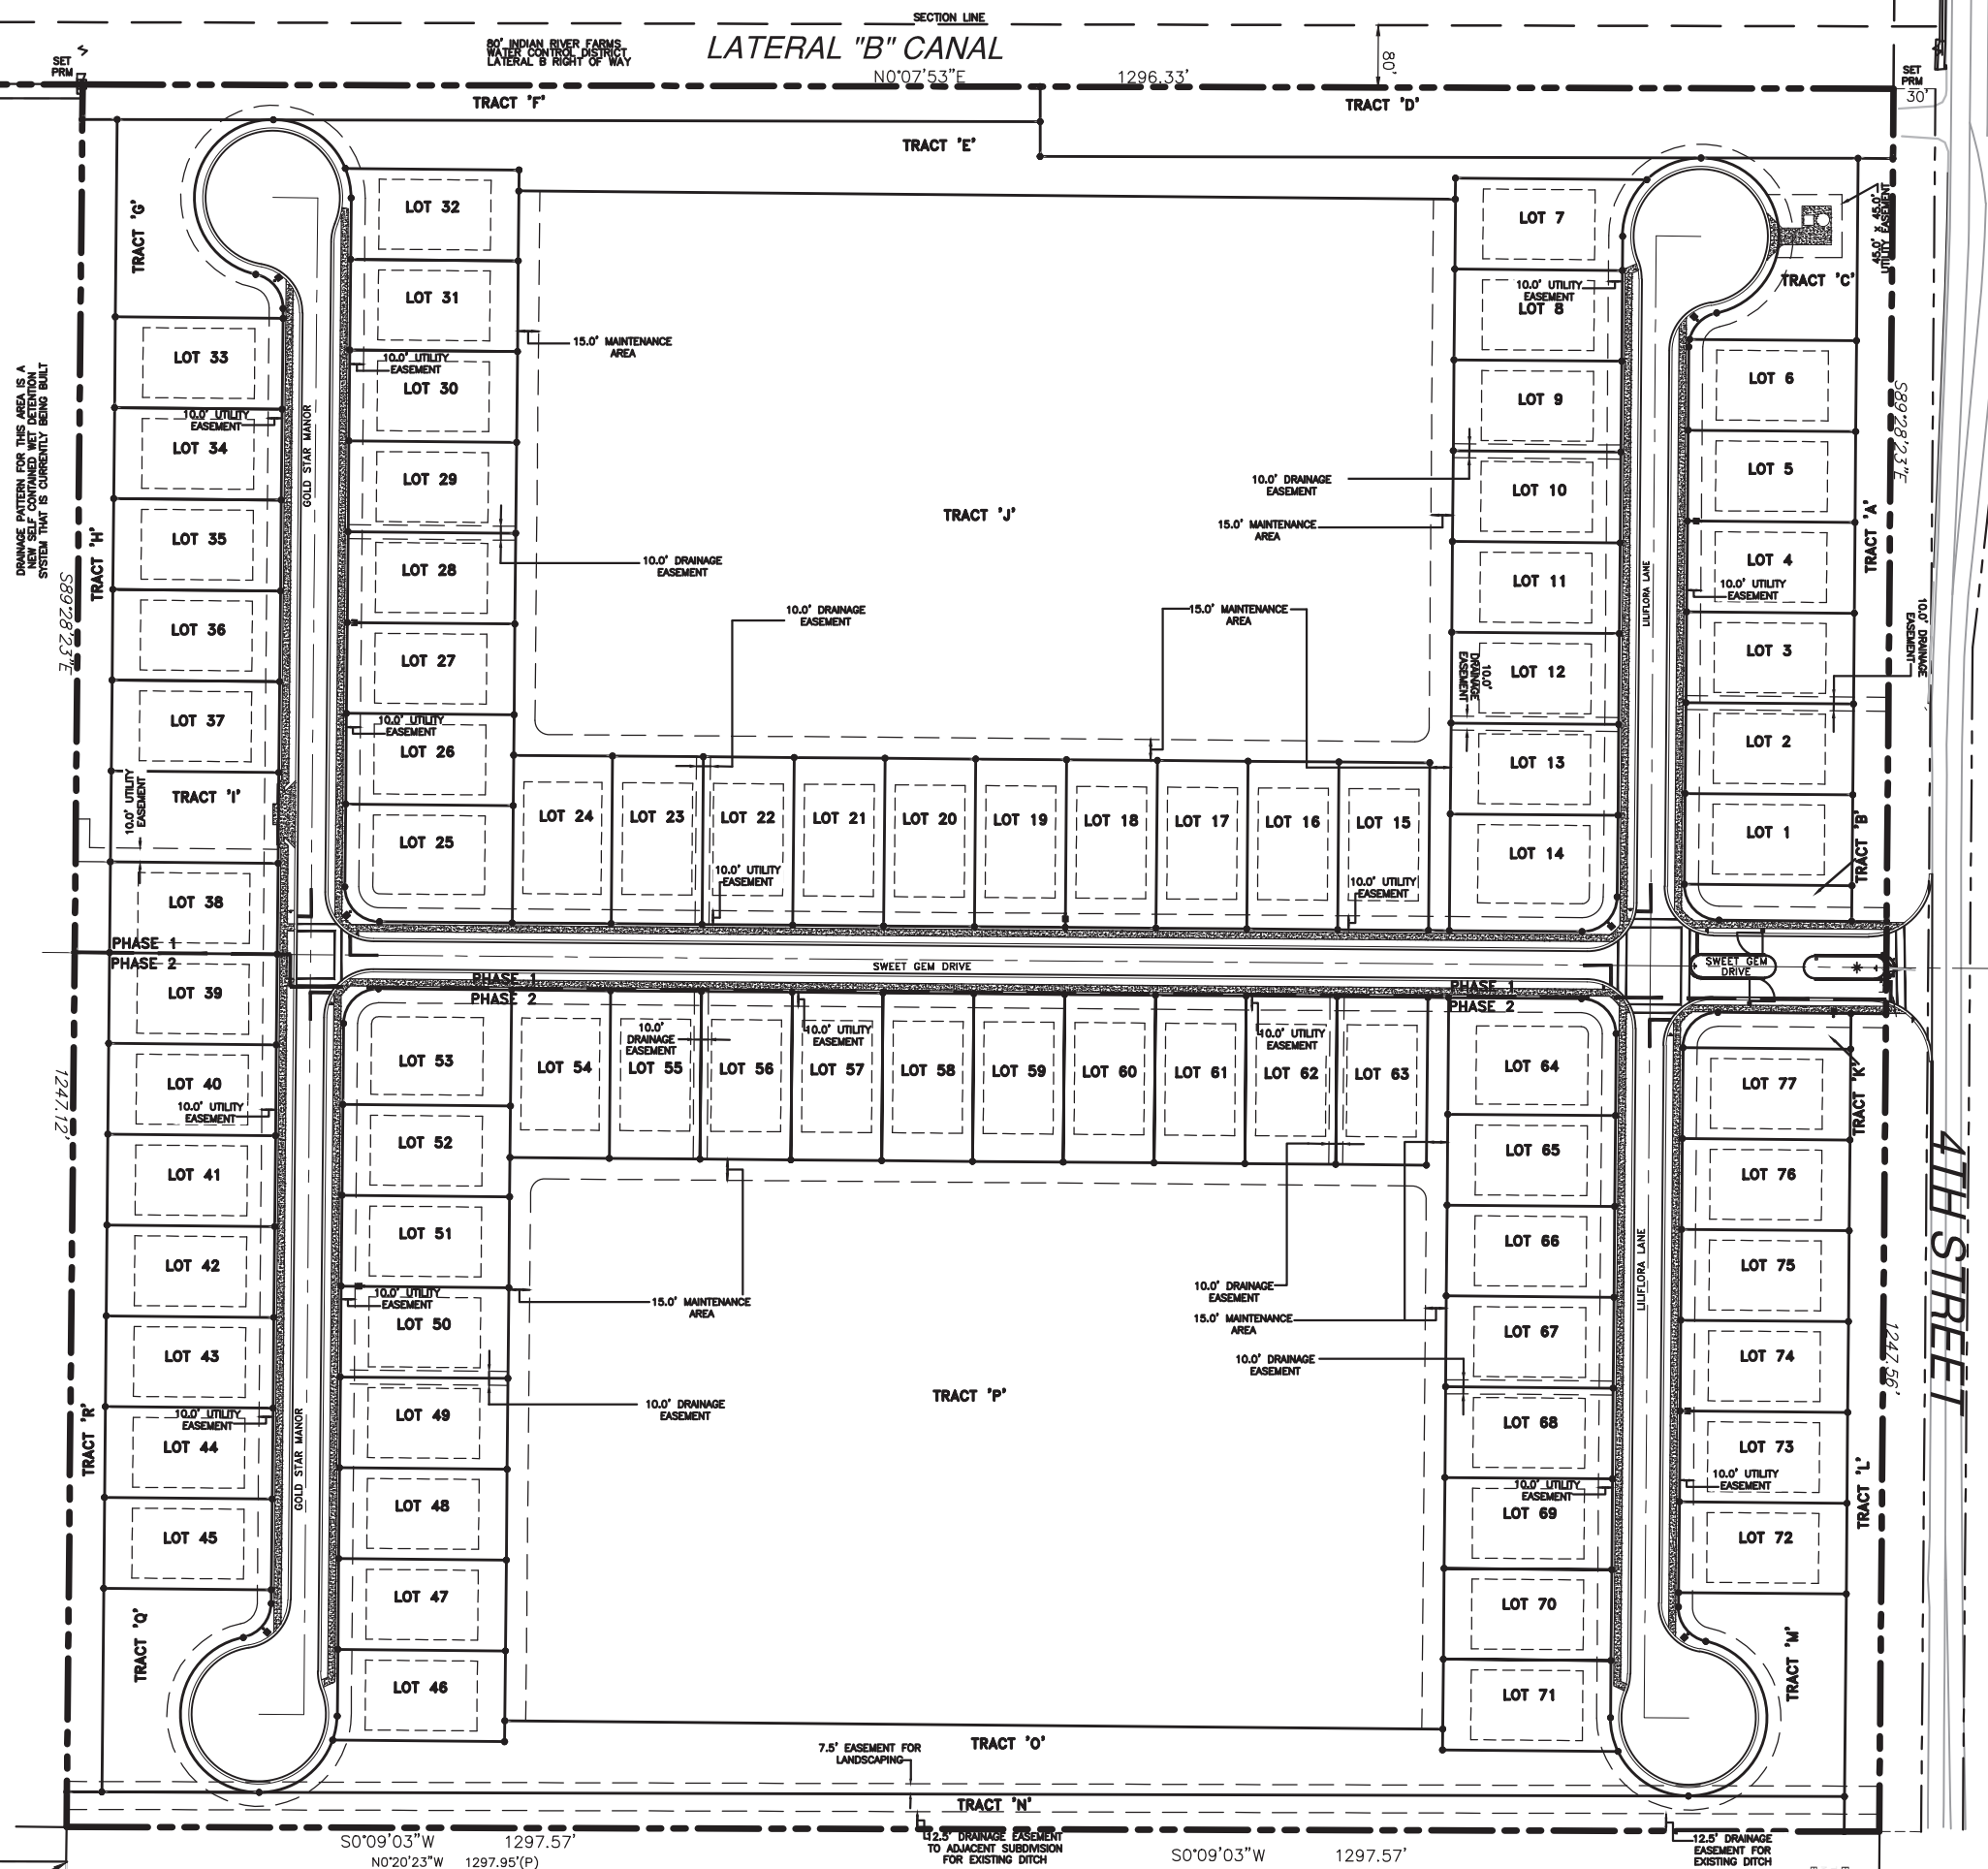 SECTION LINE
80' INDIAN RIVER FARMS
WATER CONTROL DISTRICT
LATERAL B RIGHT OF WAY
LATERAL "B" CANAL
N0°07'53"E
1296.33'
80'
SET
PRM
SET
PRM
30'
TRACT 'F'
TRACT 'D'
TRACT 'E'
TRACT 'G'
LOT 32
LOT 31
15.0' MAINTENANCE
AREA
10.0' UTILITY
EASEMENT
LOT 30
LOT 29
10.0' DRAINAGE
EASEMENT
LOT 28
LOT 27
10.0' UTILITY
EASEMENT
LOT 26
LOT 25
LOT 33
10.0' UTILITY
EASEMENT
LOT 34
LOT 35
LOT 36
LOT 37
TRACT 'I'
10.0' UTILITY
EASEMENT
LOT 38
GOLD STAR MANOR
DRAINAGE PATTERN FOR THIS AREA IS A
NEW SELF CONTAINED WET DETENTION
SYSTEM THAT IS CURRENTLY BEING BUILT
TRACT 'H'
S89°28'23"E
TRACT 'J'
10.0' DRAINAGE
EASEMENT
15.0' MAINTENANCE
AREA
10.0' DRAINAGE
EASEMENT
15.0' MAINTENANCE
AREA
LOT 7
10.0' UTILITY
EASEMENT
LOT 8
LOT 9
LOT 10
LOT 11
LOT 12
10.0'
DRAINAGE
EASEMENT
LOT 13
LOT 14
LILIFLORA LANE
45.0' X 45.0'
UTILITY EASEMENT
TRACT 'C'
LOT 6
LOT 5
LOT 4
10.0' UTILITY
EASEMENT
LOT 3
LOT 2
LOT 1
S89°28'23"E
TRACT 'A'
10.0' DRAINAGE
EASEMENT
TRACT 'B'
LOT 24
LOT 23
LOT 22
LOT 21
LOT 20
LOT 19
LOT 18
LOT 17
LOT 16
LOT 15
10.0' UTILITY
EASEMENT
10.0' UTILITY
EASEMENT
PHASE 1
PHASE 2
SWEET GEM DRIVE
SWEET GEM
DRIVE
PHASE 1
PHASE 2
PHASE 1
PHASE 2
LOT 39
LOT 40
10.0' UTILITY
EASEMENT
LOT 41
LOT 42
LOT 43
10.0' UTILITY
EASEMENT
LOT 44
LOT 45
1247.12'
TRACT 'R'
TRACT 'Q'
GOLD STAR MANOR
LOT 53
LOT 52
LOT 51
10.0' UTILITY
EASEMENT
LOT 50
LOT 49
LOT 48
LOT 47
LOT 46
LOT 54
10.0'
DRAINAGE
EASEMENT
LOT 55
LOT 56
10.0' UTILITY
EASEMENT
LOT 57
LOT 58
LOT 59
LOT 60
LOT 61
10.0' UTILITY
EASEMENT
LOT 62
LOT 63
15.0' MAINTENANCE
AREA
10.0' DRAINAGE
EASEMENT
10.0' DRAINAGE
EASEMENT
15.0' MAINTENANCE
AREA
10.0' DRAINAGE
EASEMENT
TRACT 'P'
LOT 64
LOT 65
LOT 66
LOT 67
LOT 68
10.0' UTILITY
EASEMENT
LOT 69
LOT 70
LOT 71
LILIFLORA LANE
LOT 77
LOT 76
LOT 75
LOT 74
LOT 73
10.0' UTILITY
EASEMENT
LOT 72
TRACT 'K'
4TH STREET
1247.56'
TRACT 'L'
TRACT 'M'
TRACT 'O'
7.5' EASEMENT FOR
LANDSCAPING
TRACT 'N'
S0°09'03"W
1297.57'
N0°20'23"W
1297.95'(P)
12.5' DRAINAGE EASEMENT
TO ADJACENT SUBDIVISION
FOR EXISTING DITCH
S0°09'03"W
1297.57'
12.5' DRAINAGE
EASEMENT FOR
EXISTING DITCH